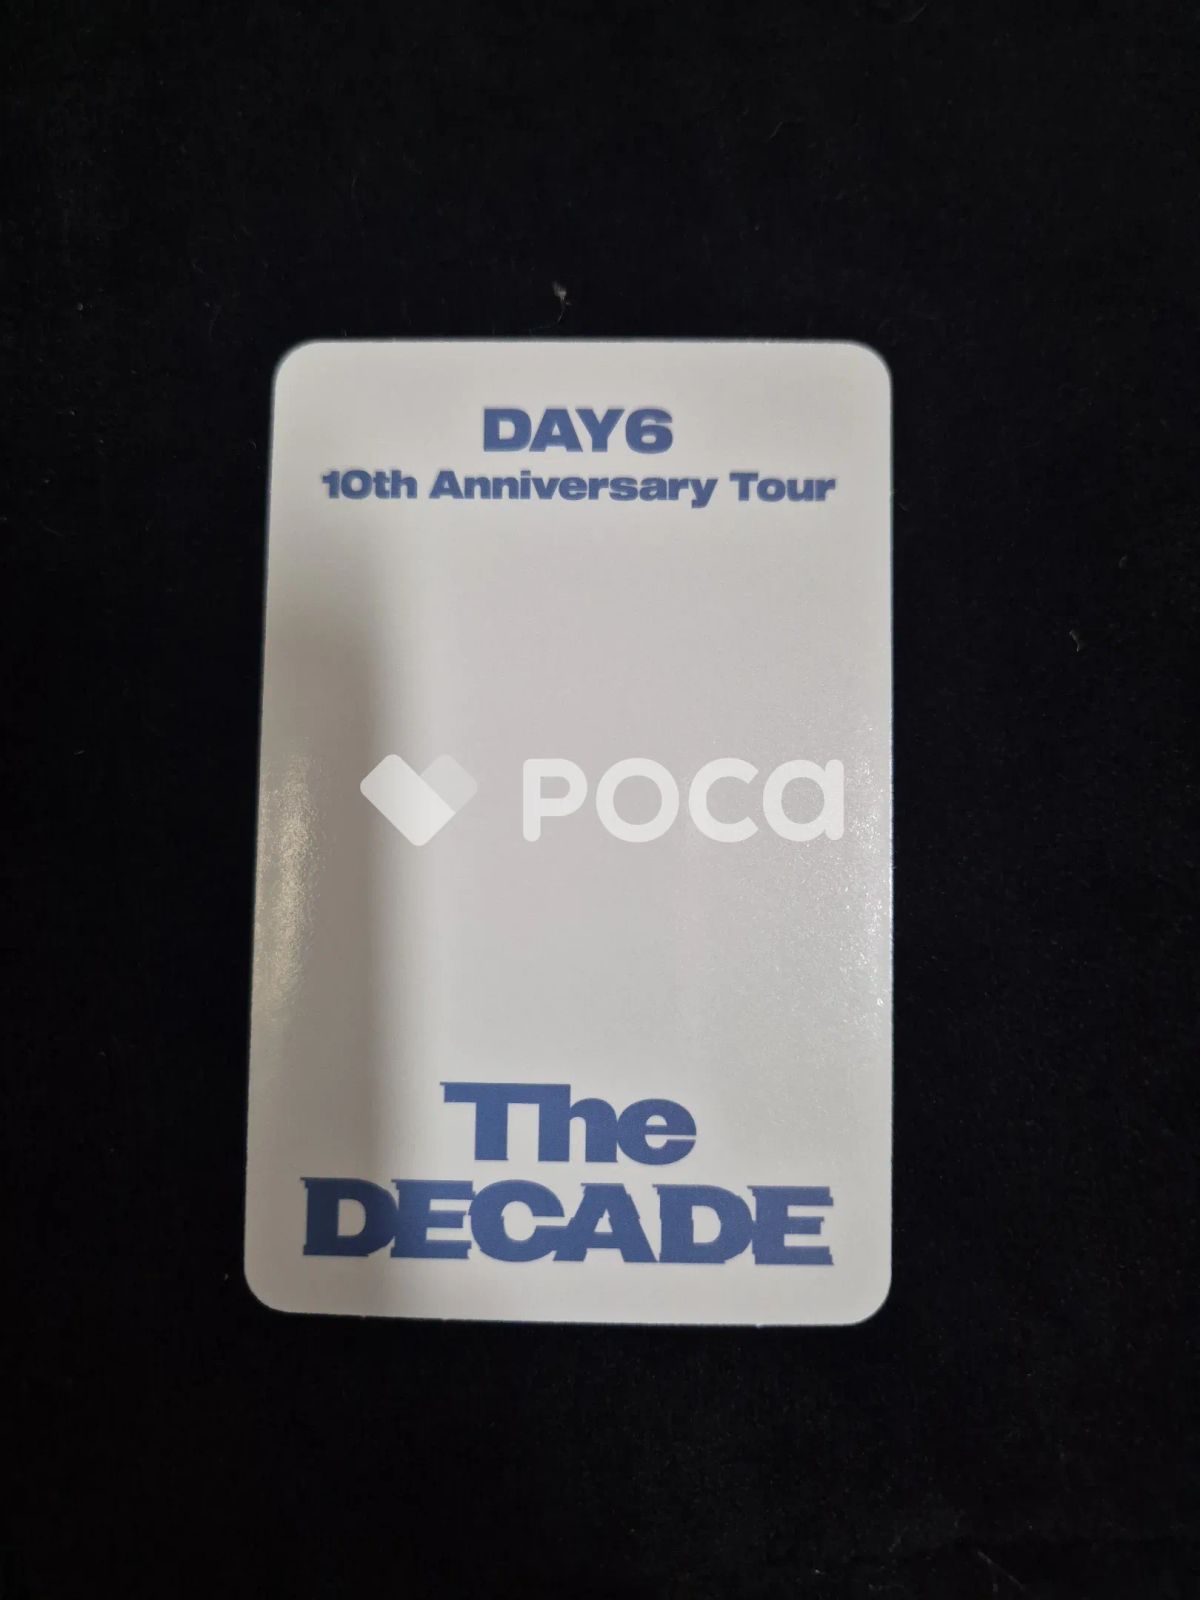 DAY6
10th Anniversary Tour
POCA
The
DECADE